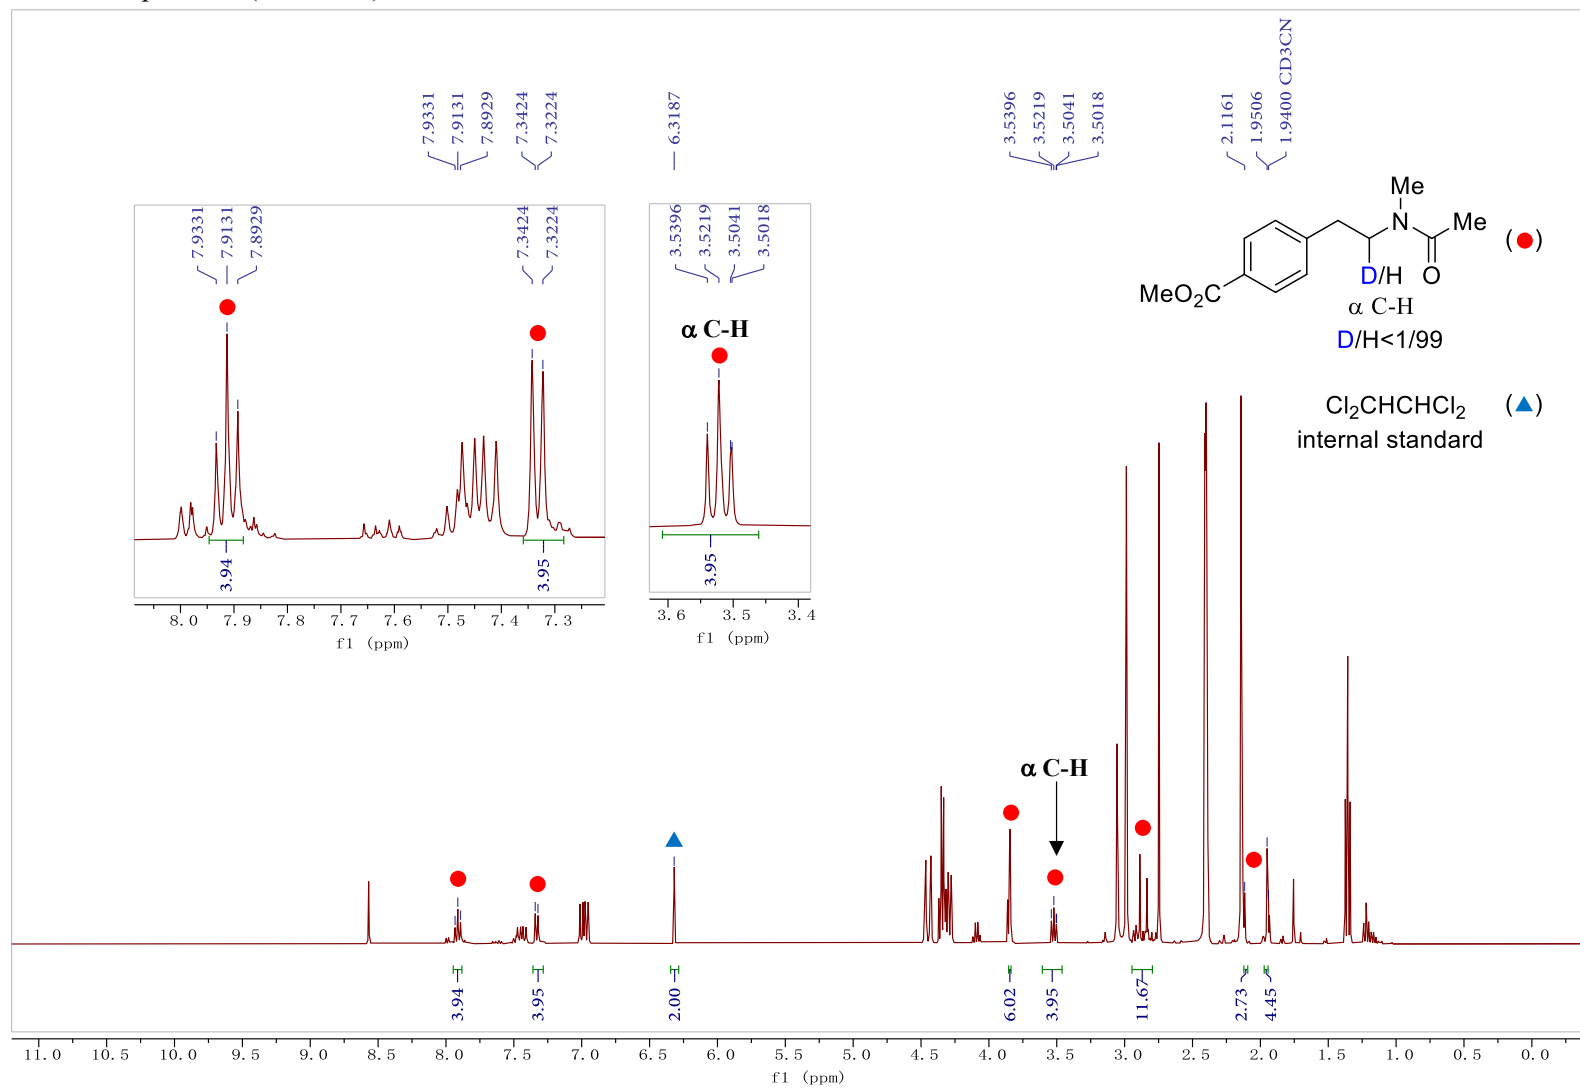 7.9331
7.9131
7.8929
7.3424
7.3224
6.3187
3.5396
3.5219
3.5041
3.5018
2.1161
1.9506
1.9400 CD3CN
7.9331
7.9131
7.8929
7.3424
7.3224
3.94
3.95
8.0 7.9 7.8 7.7 7.6 7.5 7.4 7.3
f1 (ppm)
3.5396
3.5219
3.5041
3.5018
α C-H
3.95
3.6 3.5 3.4
f1 (ppm)
Me
N
Me
D/H
O
MeO₂C
α C-H
D/H<1/99
Cl₂CHCHCl₂
internal standard
( )
( )
α C-H
3.94
3.95
2.00
6.02
3.95
11.67
2.73
4.45
11.0 10.5 10.0 9.5 9.0 8.5 8.0 7.5 7.0 6.5 6.0 5.5 5.0 4.5 4.0 3.5 3.0 2.5 2.0 1.5 1.0 0.5 0.0
f1 (ppm)